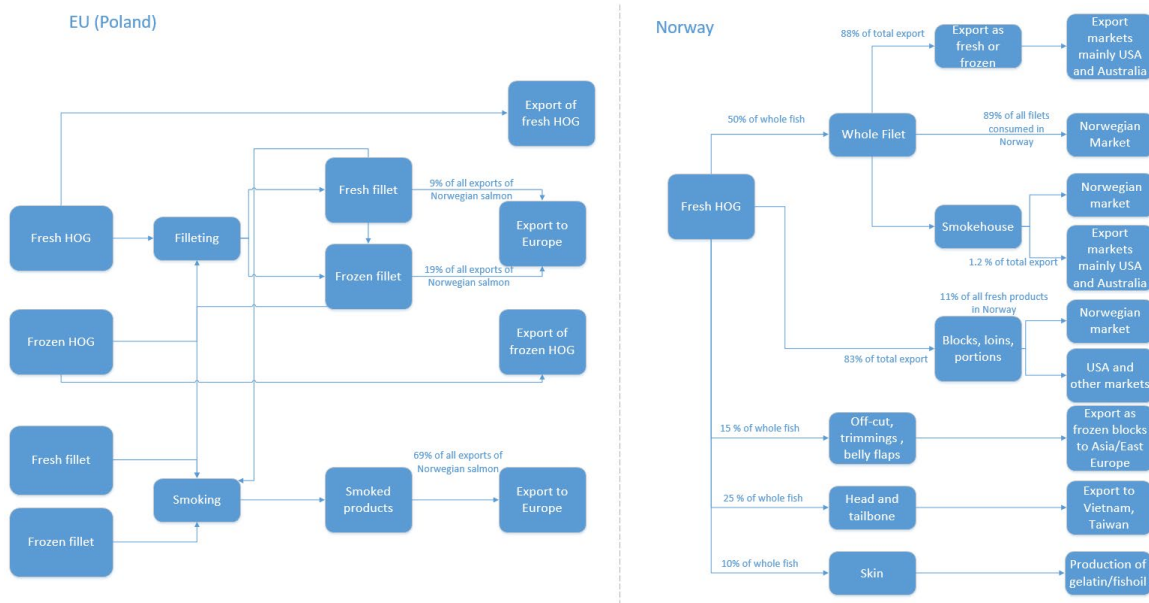 EU (Poland)
Export of
fresh HOG
Fresh fillet
9% of all exports of
Norwegian salmon
Fresh HOG
Filleting
Export to
Europe
Frozen fillet
19% of all exports of
Norwegian salmon
Frozen HOG
Export of
frozen HOG
Fresh fillet
69% of all exports of
Norwegian salmon
Smoking
Smoked
products
Export to
Europe
Frozen fillet
Norway
88% of total export
Export as
fresh or
frozen
Export
markets
mainly USA
and Australia
50% of whole fish
Whole Filet
89% of all filets
consumed in
Norway
Norwegian
Market
Fresh HOG
Smokehouse
Norwegian
market
1.2 % of total export
Export
markets
mainly USA
and Australia
11% of all fresh products
in Norway
Norwegian
market
83% of total export
Blocks, loins,
portions
USA and
other markets
15 % of whole fish
Off-cut,
trimmings ,
belly flaps
Export as
frozen blocks
to Asia/East
Europe
25 % of whole fish
Head and
tailbone
Export to
Vietnam,
Taiwan
10% of whole fish
Skin
Production of
gelatin/fishoil